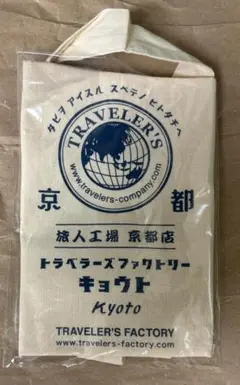 タビヲ アイスル スベテノ ヒトタチヘ
TRAVELER'S
www.travelers-company.com
京都
旅人工場 京都店
トラベラーズファクトリー
キョウト
Kyoto
TRAVELER'S FACTORY
www.travelers-factory.com